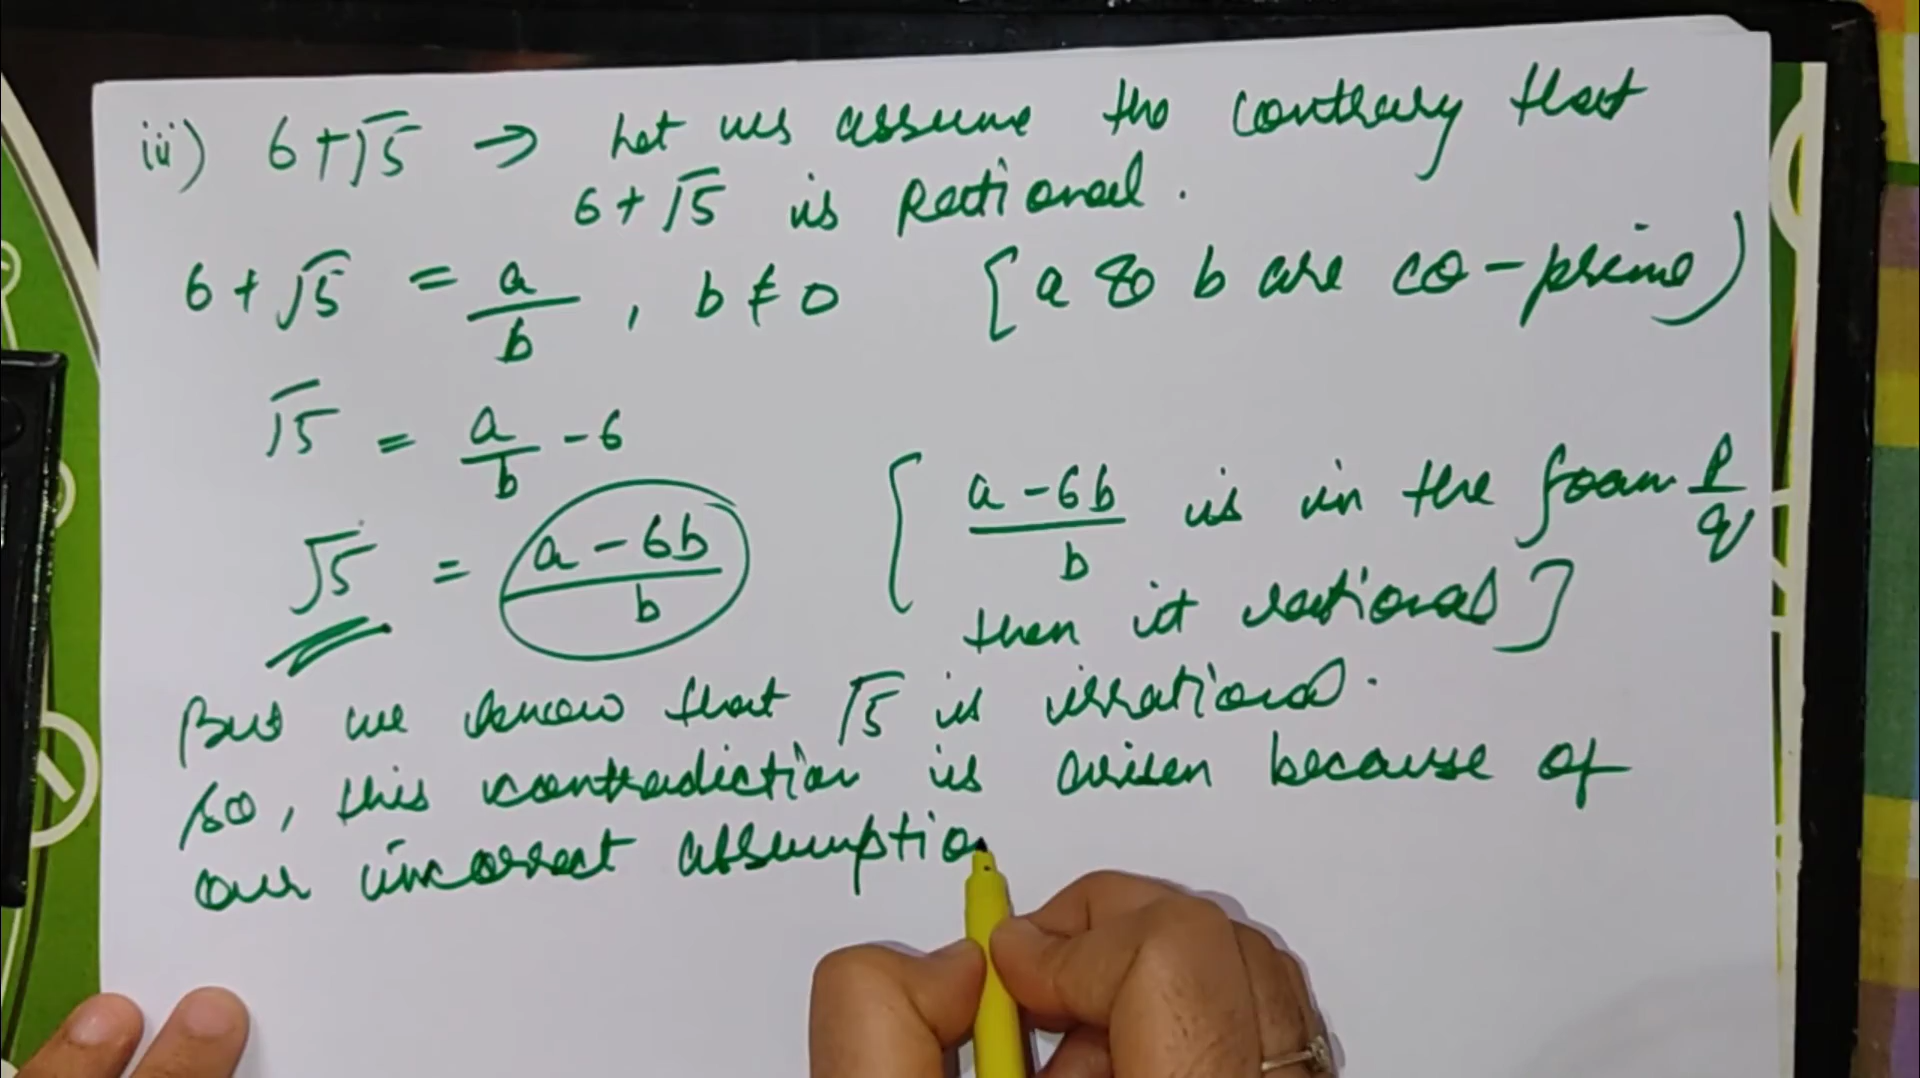 iii) 6+√5 → Let us assume the contrary that
6+√5 is Rational.
6+√5 = a/b, b≠0 [a & b are co-prime)
√5 = a/b -6
√5 = a-6b/b [a-6b/b is in the foam P/q
then it rational]
But we know that √5 is irrational.
so, this contradiction is arisen because of
our incorrect assumptio